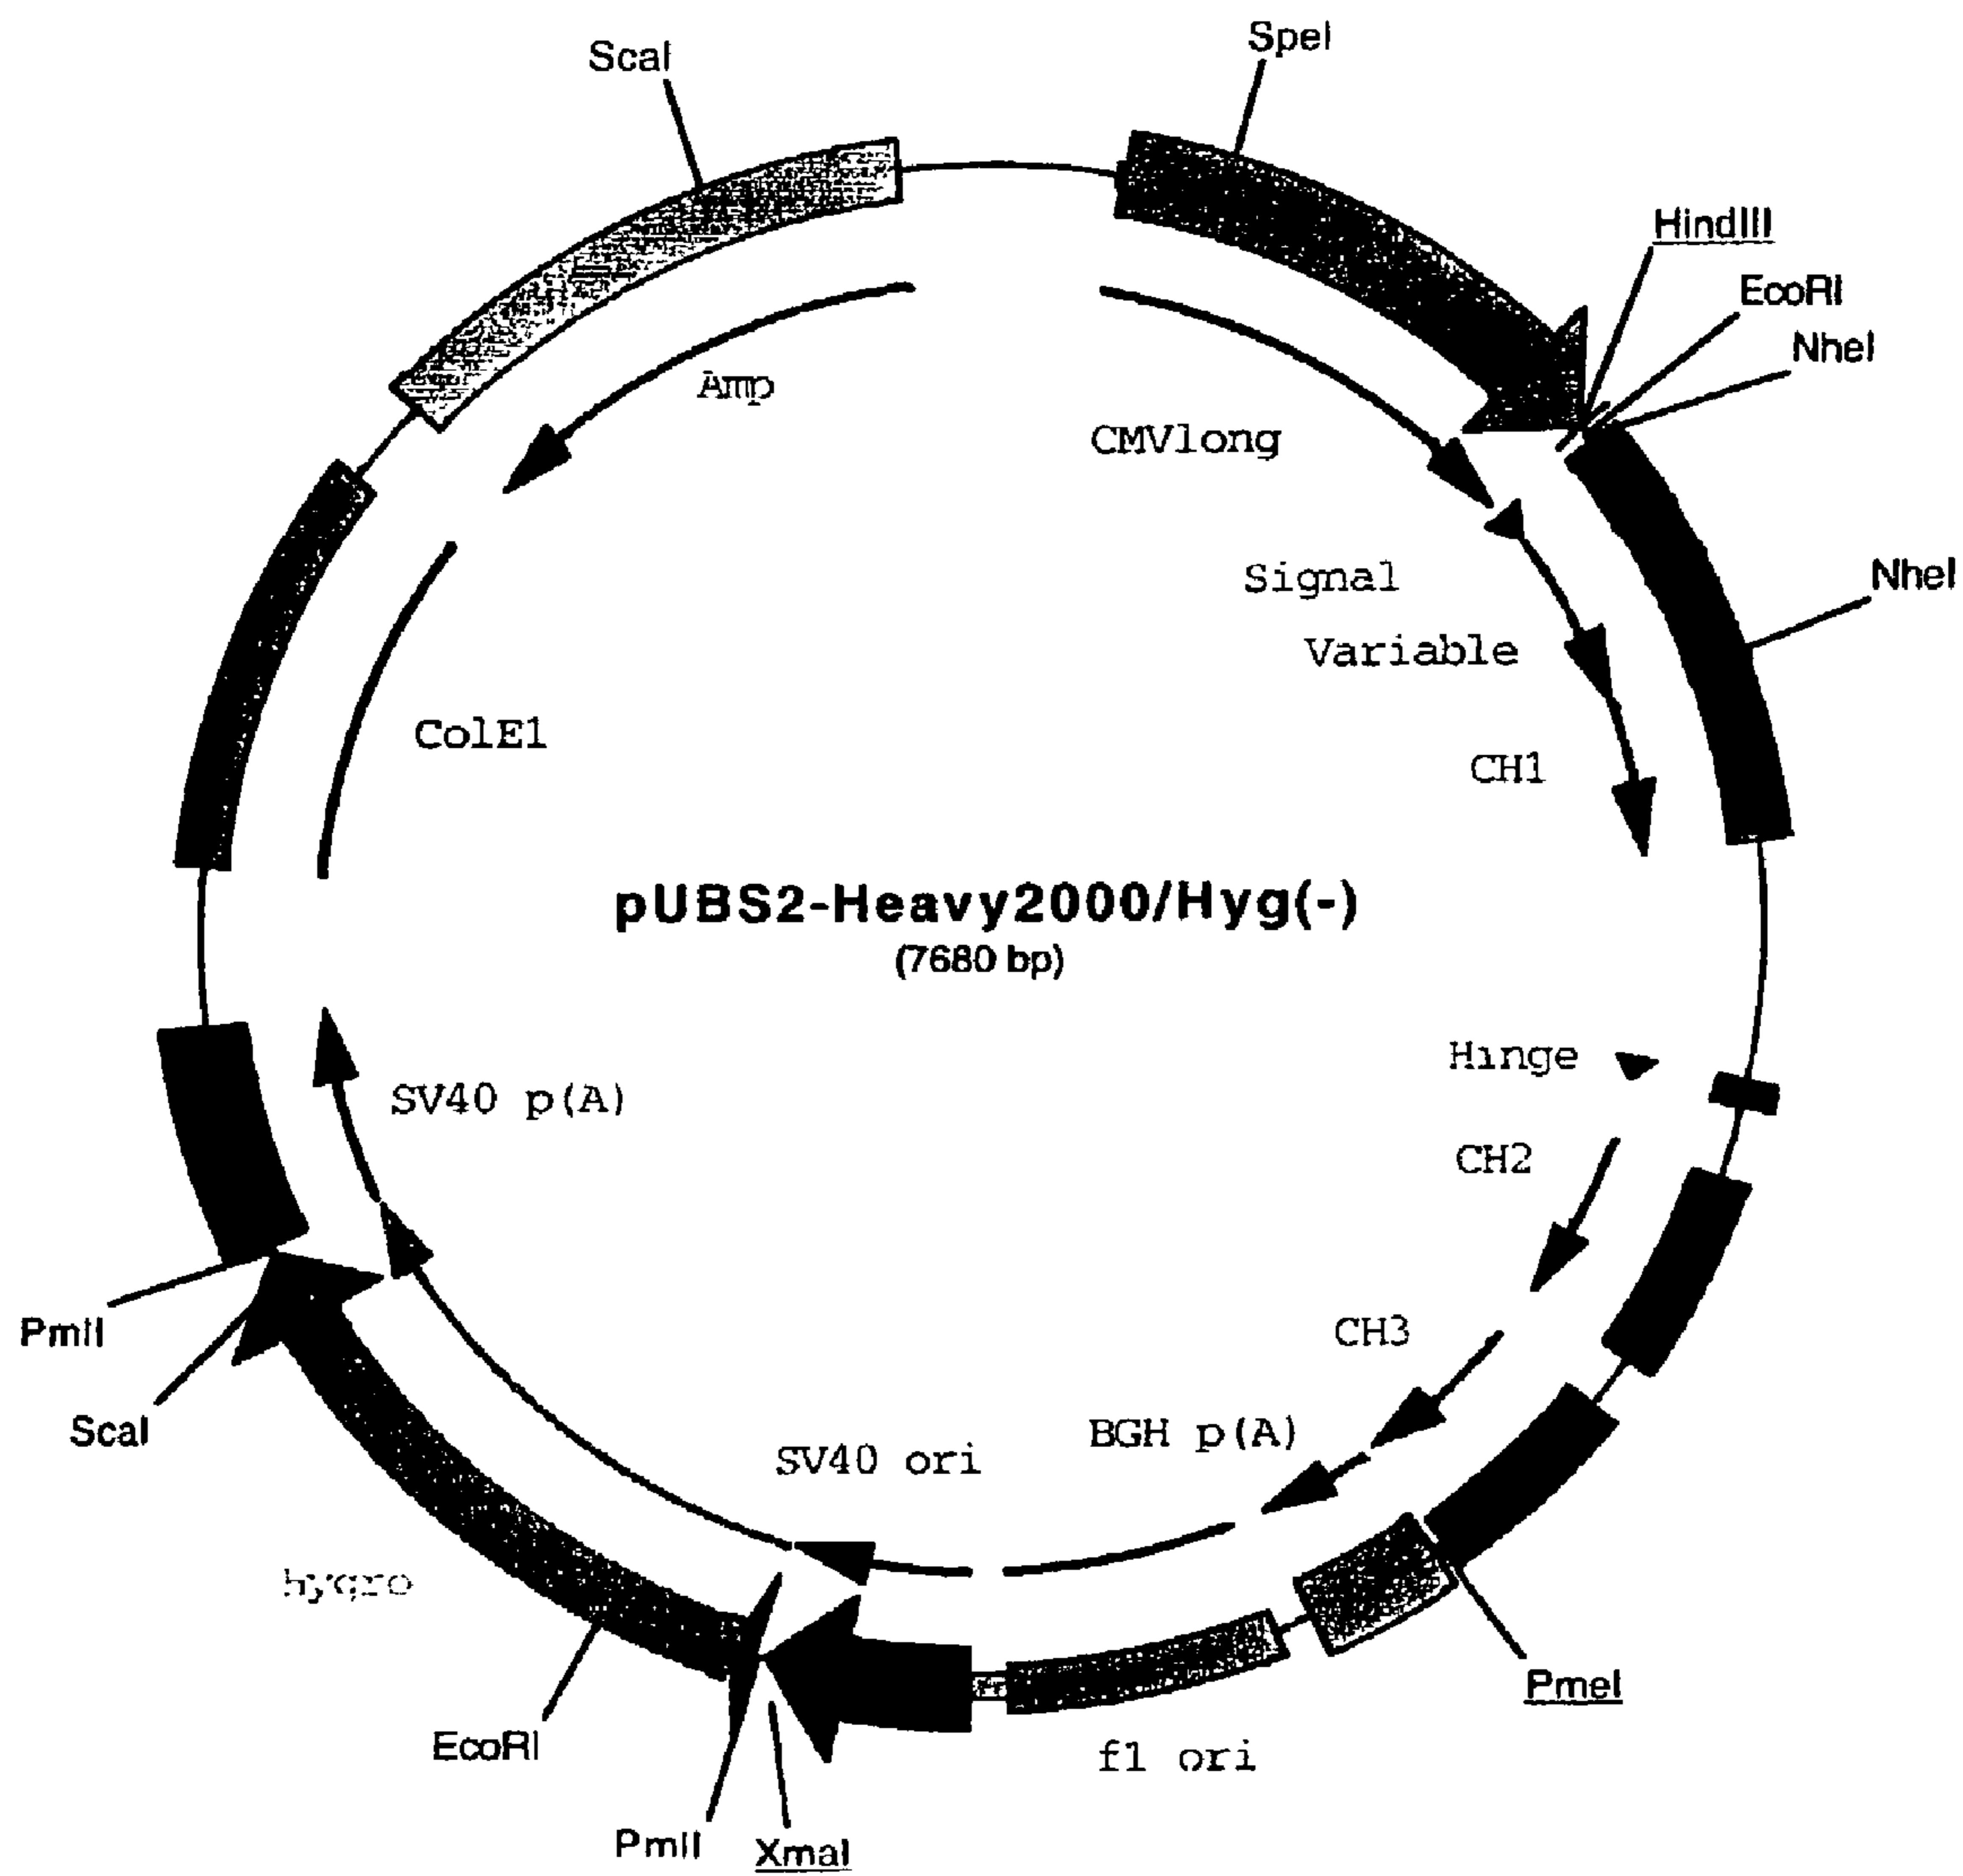 ScaI
SpeI
HindIII
EcoRI
NheI
Amp
CMVlong
Signal
NheI
Variable
ColE1
CH1
pUBS2-Heavy2000/Hyg(-)
(7680 bp)
Hinge
SV40 p(A)
CH2
PmlI
CH3
ScaI
BGH p(A)
SV40 ori
hygro
PmeI
EcoRI
f1 ori
PmlI
XmaI